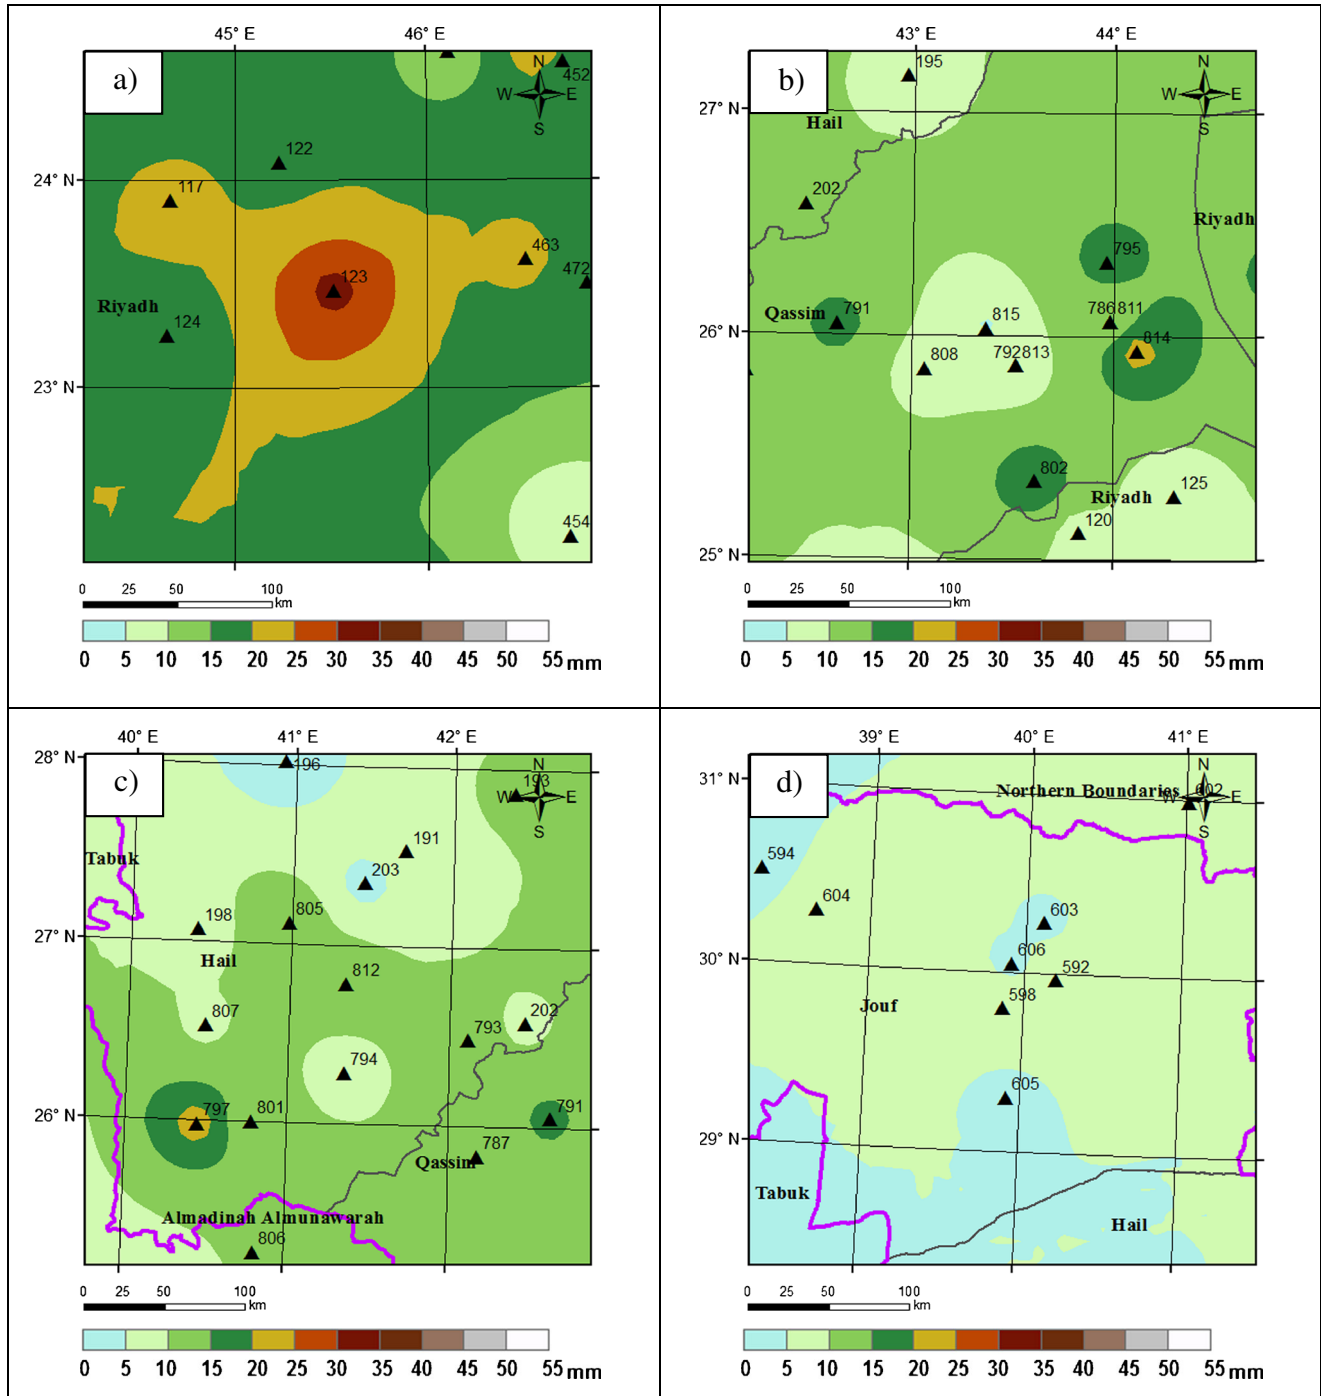 45° E 46° E
a)
N
W E
S
452
122
24° N
117
463
123
472
Riyadh
124
23° N
454
0 25 50 100
km
0 5 10 15 20 25 30 35 40 45 50 55 mm
43° E 44° E
b)
195
N
W E
S
27° N
Hail
202
Riyadh
795
Qassim 791
786 811
26° N
815
814
808 792 813
802
Riyadh 125
120
25° N
0 25 50 100
km
0 5 10 15 20 25 30 35 40 45 50 55 mm
40° E 41° E 42° E
28° N
c)
196
N
193
W E
S
191
Tabuk
203
198 805
27° N
Hail
812
807 202
793
794
797 801 791
26° N
787
Qassim
Almadinah Almunawarah
806
0 25 50 100
km
0 5 10 15 20 25 30 35 40 45 50 55 mm
39° E 40° E 41° E
31° N
d)
N
Northern Boundaries 602
W E
S
594
604
603
606
30° N
592
598
Jouf
605
29° N
Tabuk
Hail
0 25 50 100
km
0 5 10 15 20 25 30 35 40 45 50 55 mm